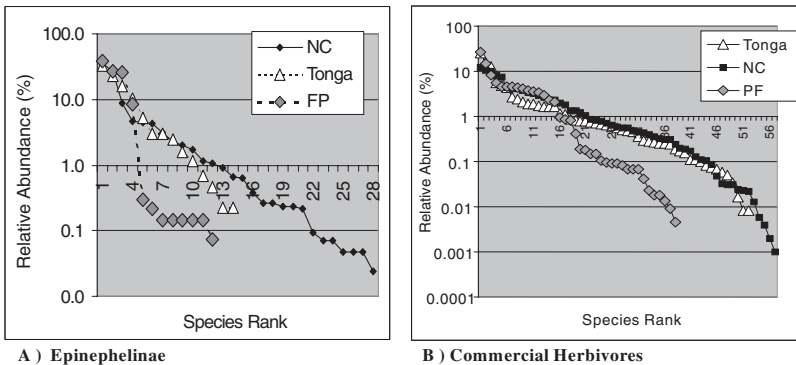 100.0
10.0
1.0
0.1
0.0
Relative Abundance (%)
1 4 7 10 13 16 19 22 25 28
Species Rank
NC
Tonga
FP
A ) Epinephelinae
100
10
1
0.1
0.01
0.001
0.0001
Relative Abundance (%)
1 6 11 16 21 26 31 36 41 46 51 56
Species Rank
Tonga
NC
PF
B ) Commercial Herbivores